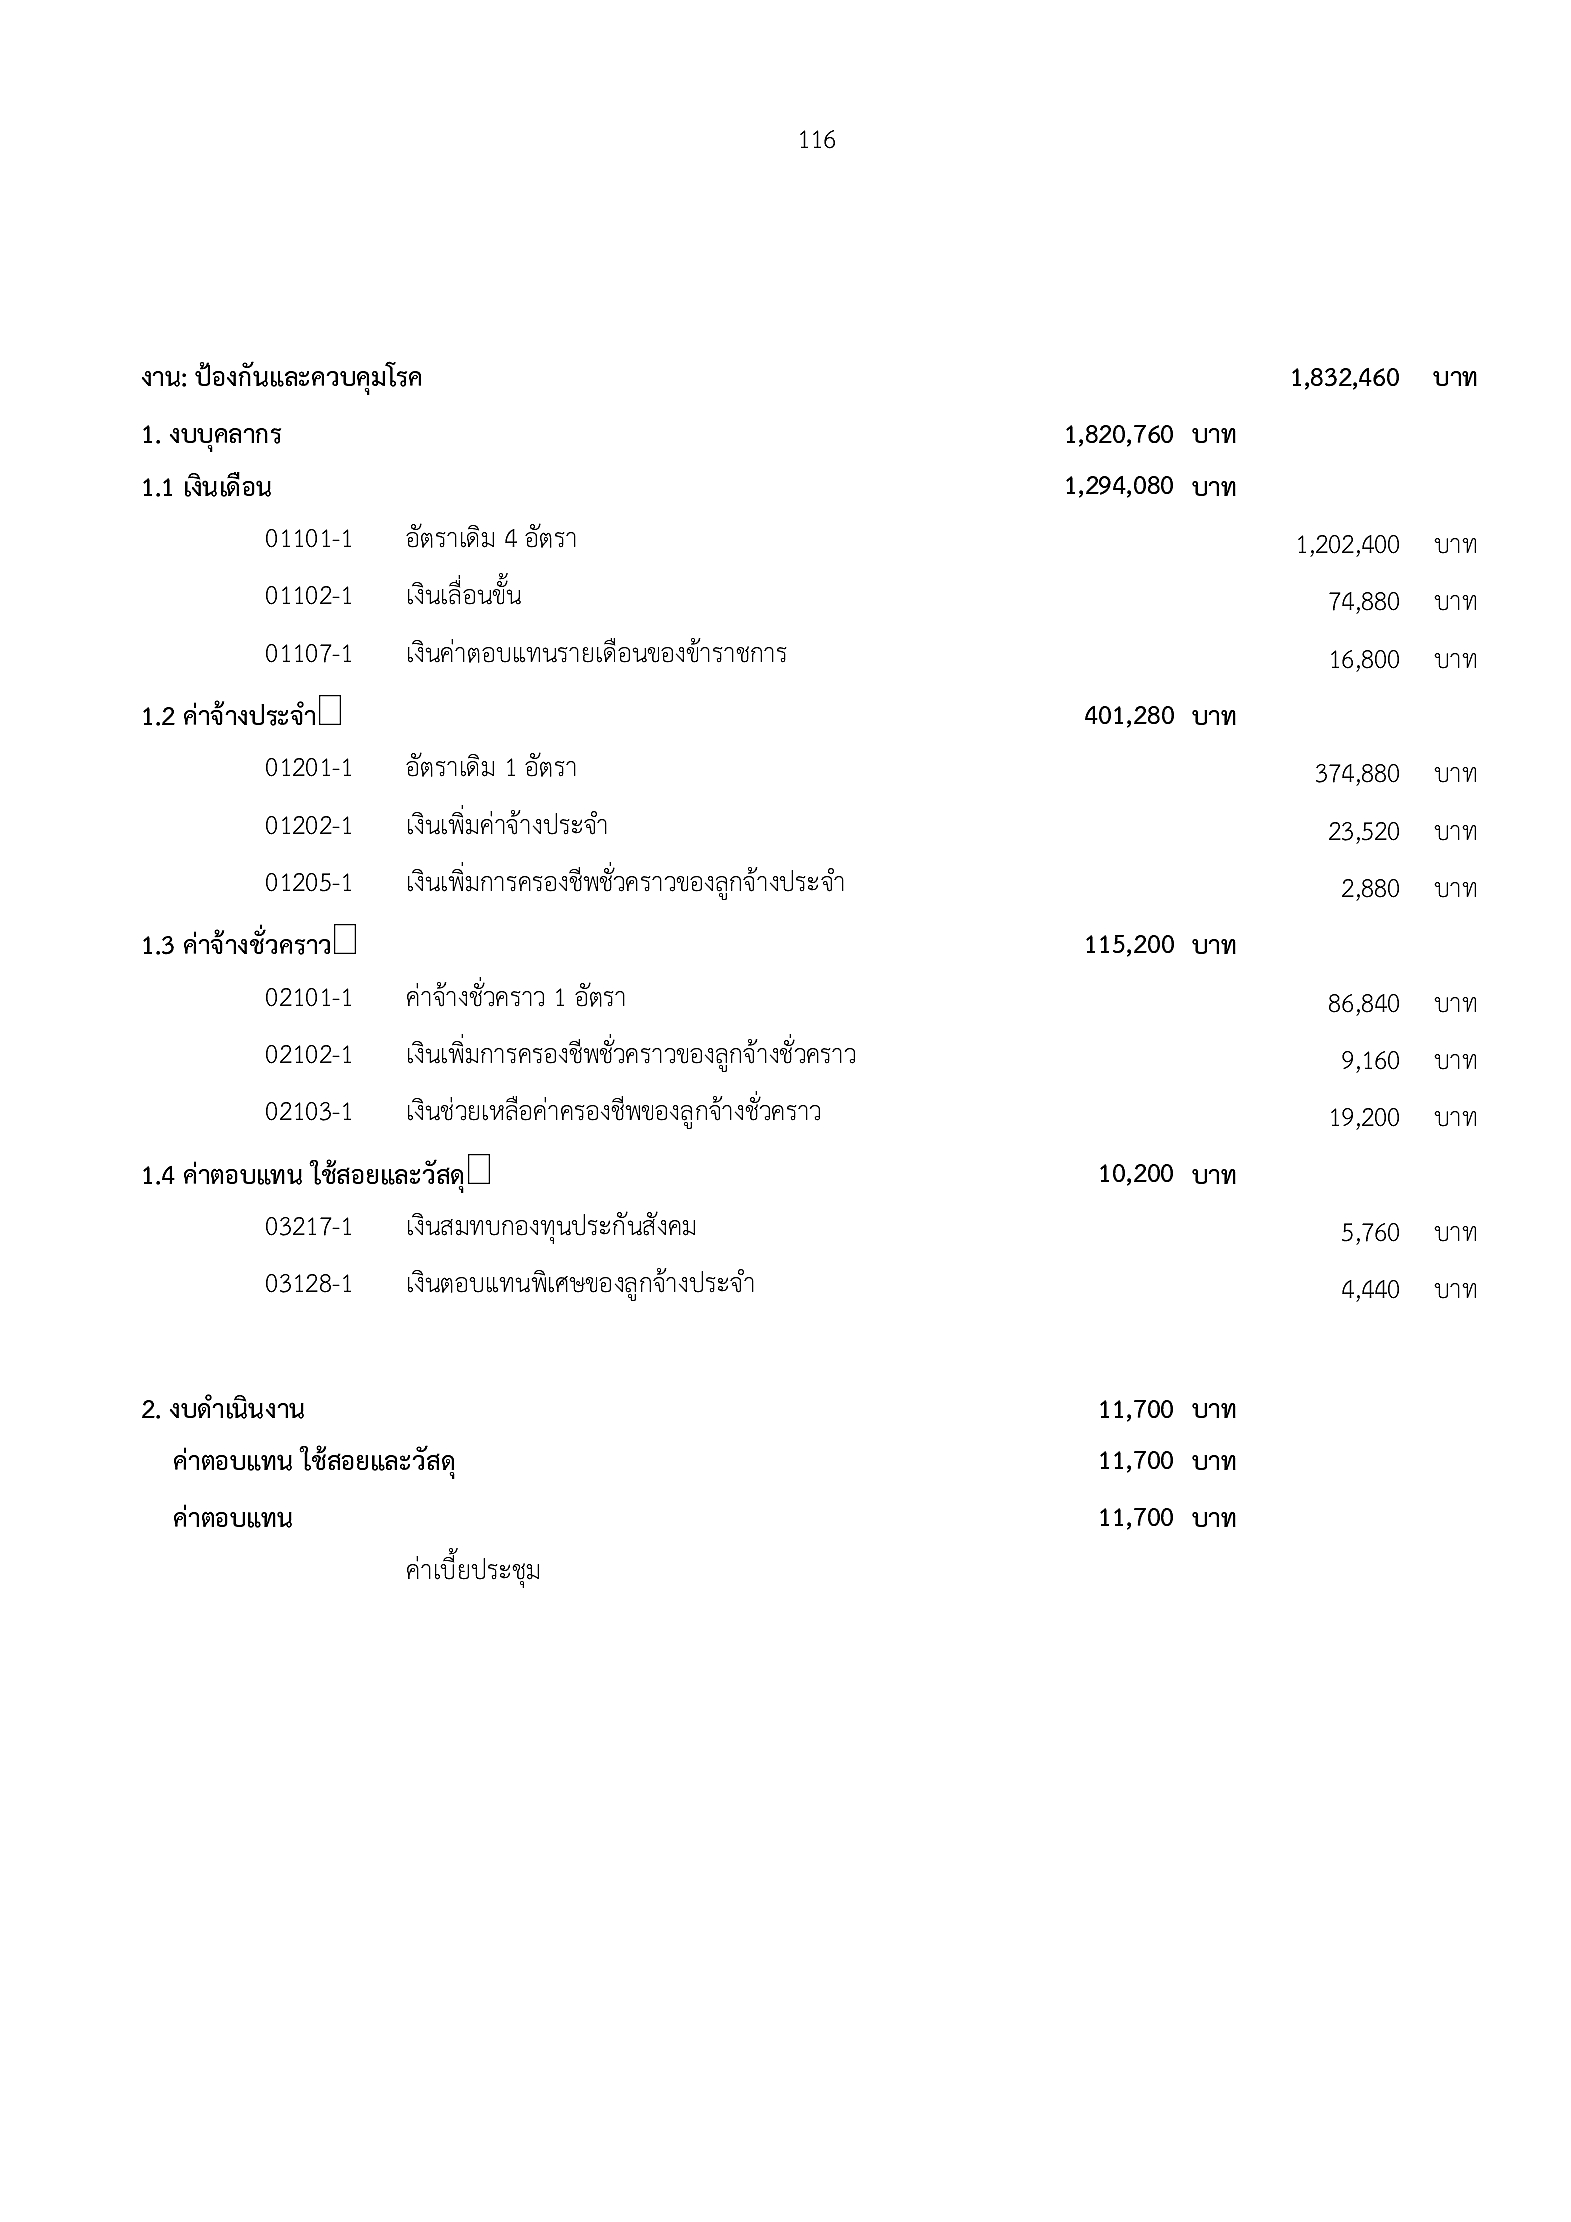 116
งาน: ป้องกันและควบคุมโรค 1,832,460 บาท
1. งบบุคลากร 1,820,760 บาท
1.1 เงินเดือน 1,294,080 บาท
01101-1 อัตราเดิม 4 อัตรา 1,202,400 บาท
01102-1 เงินเลื่อนขั้น 74,880 บาท
01107-1 เงินค่าตอบแทนรายเดือนของข้าราชการ 16,800 บาท
1.2 ค่าจ้างประจำ 401,280 บาท
01201-1 อัตราเดิม 1 อัตรา 374,880 บาท
01202-1 เงินเพิ่มค่าจ้างประจำ 23,520 บาท
01205-1 เงินเพิ่มการครองชีพชั่วคราวของลูกจ้างประจำ 2,880 บาท
1.3 ค่าจ้างชั่วคราว 115,200 บาท
02101-1 ค่าจ้างชั่วคราว 1 อัตรา 86,840 บาท
02102-1 เงินเพิ่มการครองชีพชั่วคราวของลูกจ้างชั่วคราว 9,160 บาท
02103-1 เงินช่วยเหลือค่าครองชีพของลูกจ้างชั่วคราว 19,200 บาท
1.4 ค่าตอบแทน ใช้สอยและวัสดุ 10,200 บาท
03217-1 เงินสมทบกองทุนประกันสังคม 5,760 บาท
03128-1 เงินตอบแทนพิเศษของลูกจ้างประจำ 4,440 บาท
2. งบดำเนินงาน 11,700 บาท
ค่าตอบแทน ใช้สอยและวัสดุ 11,700 บาท
ค่าตอบแทน 11,700 บาท
ค่าเบี้ยประชุม